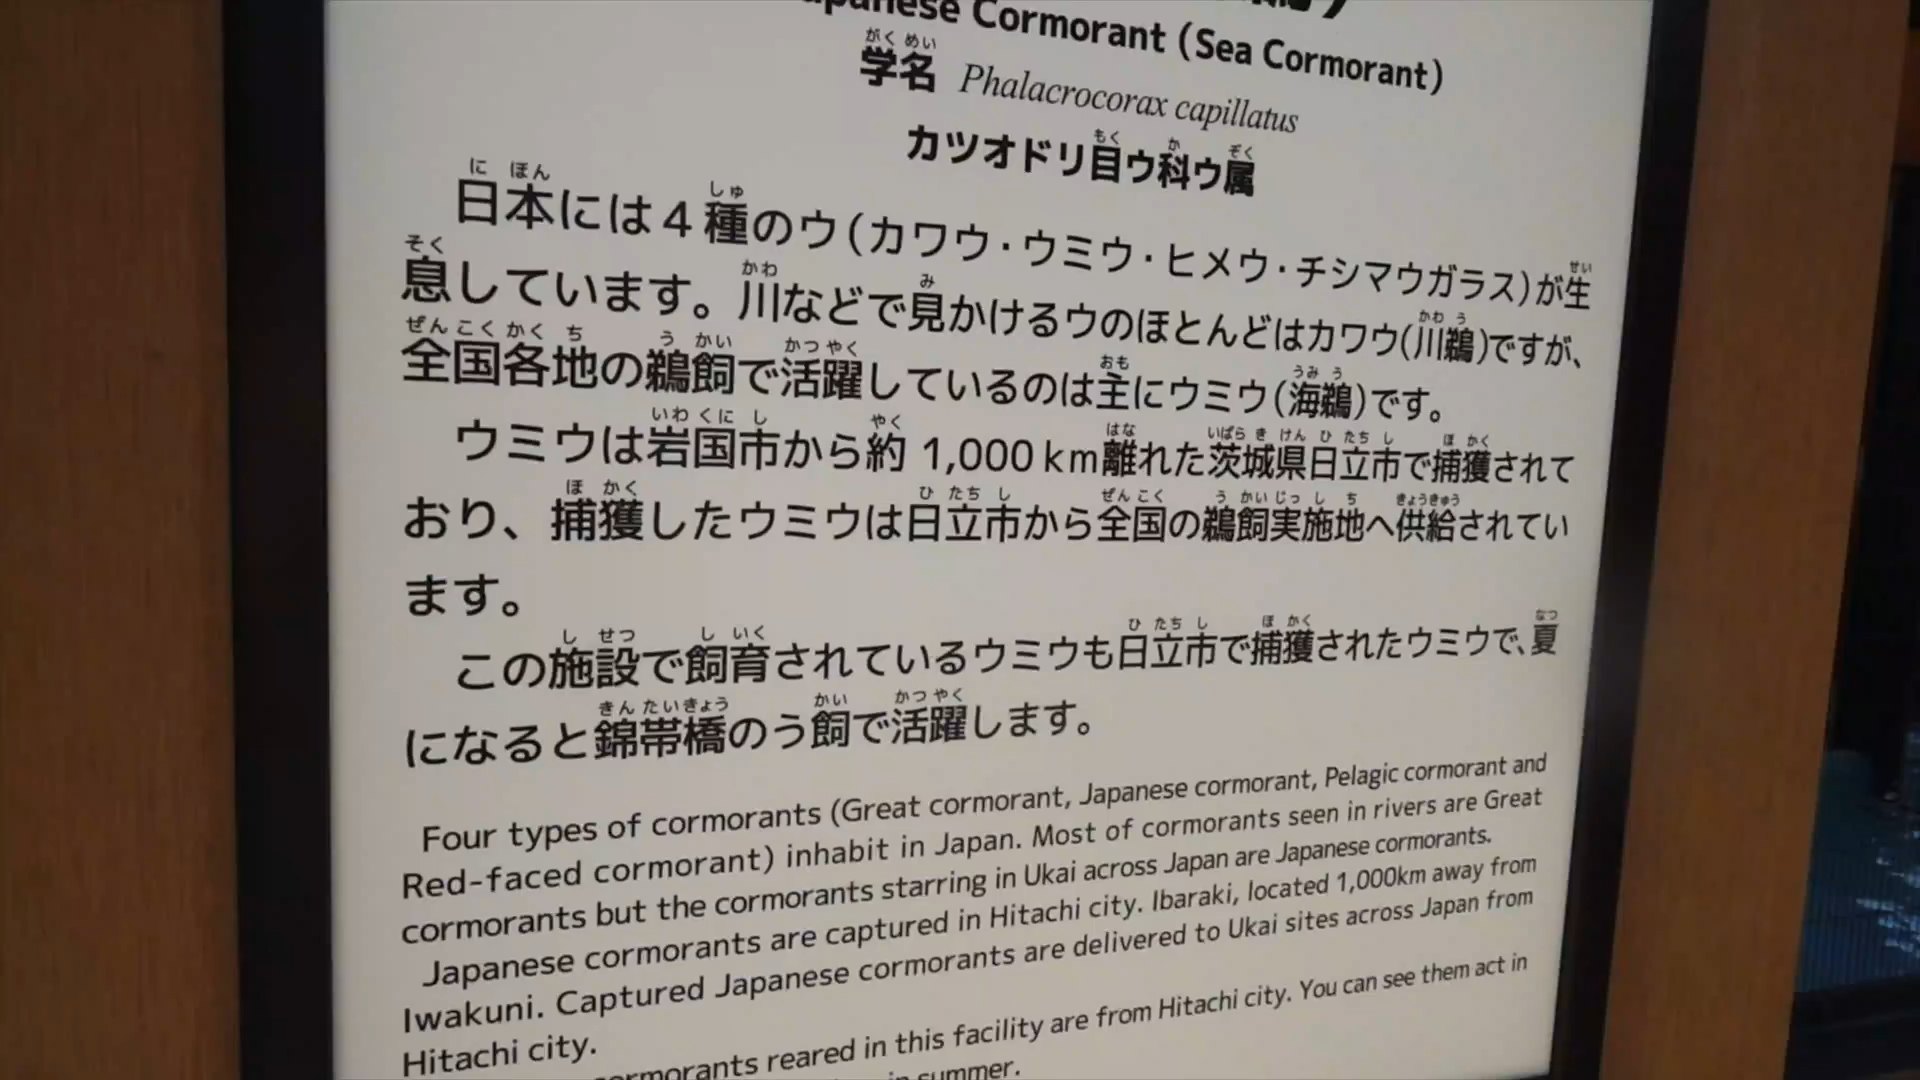 Cormorant (Sea Cormorant)
学名 Phalacrocorax capillatus
カツオドリ目ウ科ウ属
日本には4種のウ(カワウ・ウミウ・ヒメウ・チシマウガラス)が生
息しています。川などで見かけるウのほとんどはカワウ(川鵜)ですが、
全国各地の鵜飼で活躍しているのは主にウミウ(海鵜)です。
ウミウは岩国市から約 1,000km離れた茨城県日立市で捕獲されて
おり、捕獲したウミウは日立市から全国の鵜飼実施地へ供給されてい
ます。
この施設で飼育されているウミウも日立市で捕獲されたウミウで、夏
になると錦帯橋のう飼で活躍します。
Four types of cormorants (Great cormorant, Japanese cormorant, Pelagic cormorant and
Red-faced cormorant) inhabit in Japan. Most of cormorants seen in rivers are Great
cormorants but the cormorants starring in Ukai across Japan are Japanese cormorants.
Japanese cormorants are captured in Hitachi city. Ibaraki, located 1,000km away from
Iwakuni. Captured Japanese cormorants are delivered to Ukai sites across Japan from
Hitachi city.
reared in this facility are from Hitachi city. You can see them act in
summer.